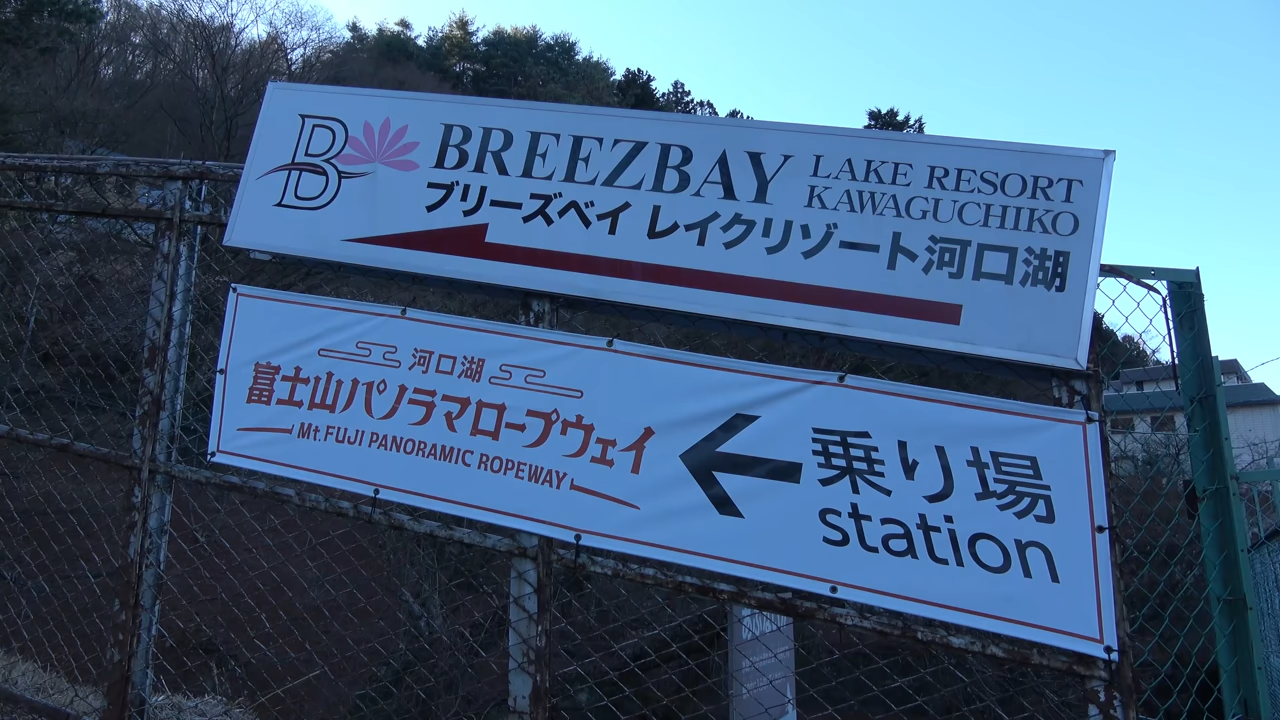 B
BREEZBAY LAKE RESORT KAWAGUCHIKO
ブリーズベイ レイクリゾート河口湖
河口湖
富士山パノラマロープウェイ
Mt. FUJI PANORAMIC ROPEWAY
乗り場
station